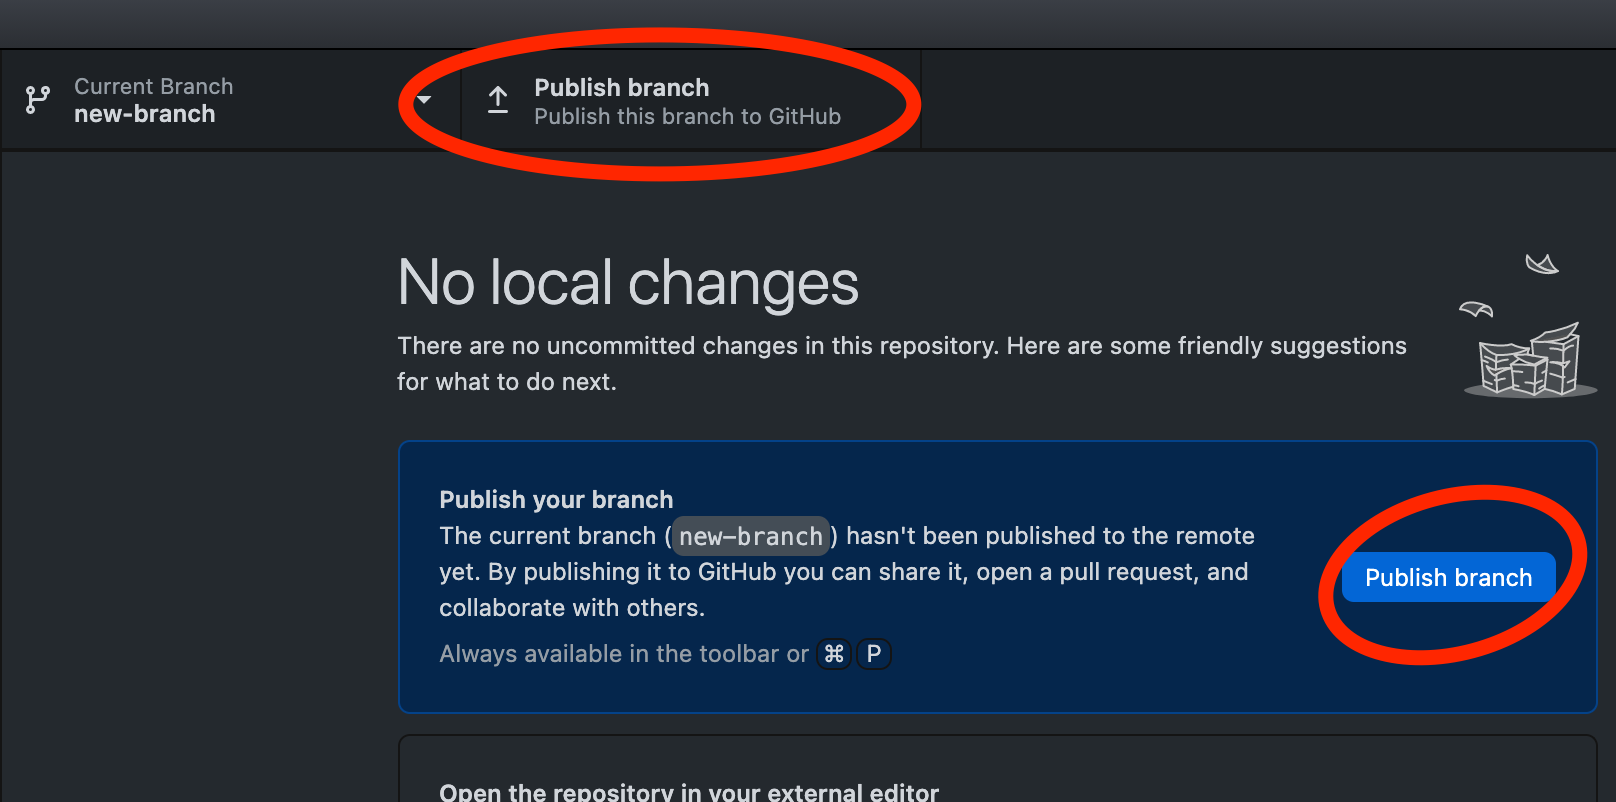 Current Branch
new-branch
Publish branch
Publish this branch to GitHub
No local changes
There are no uncommitted changes in this repository. Here are some friendly suggestions
for what to do next.
Publish your branch
The current branch (new-branch) hasn't been published to the remote
yet. By publishing it to GitHub you can share it, open a pull request, and
collaborate with others.
Always available in the toolbar or ⌘ P
Publish branch
Open the repository in your external editor